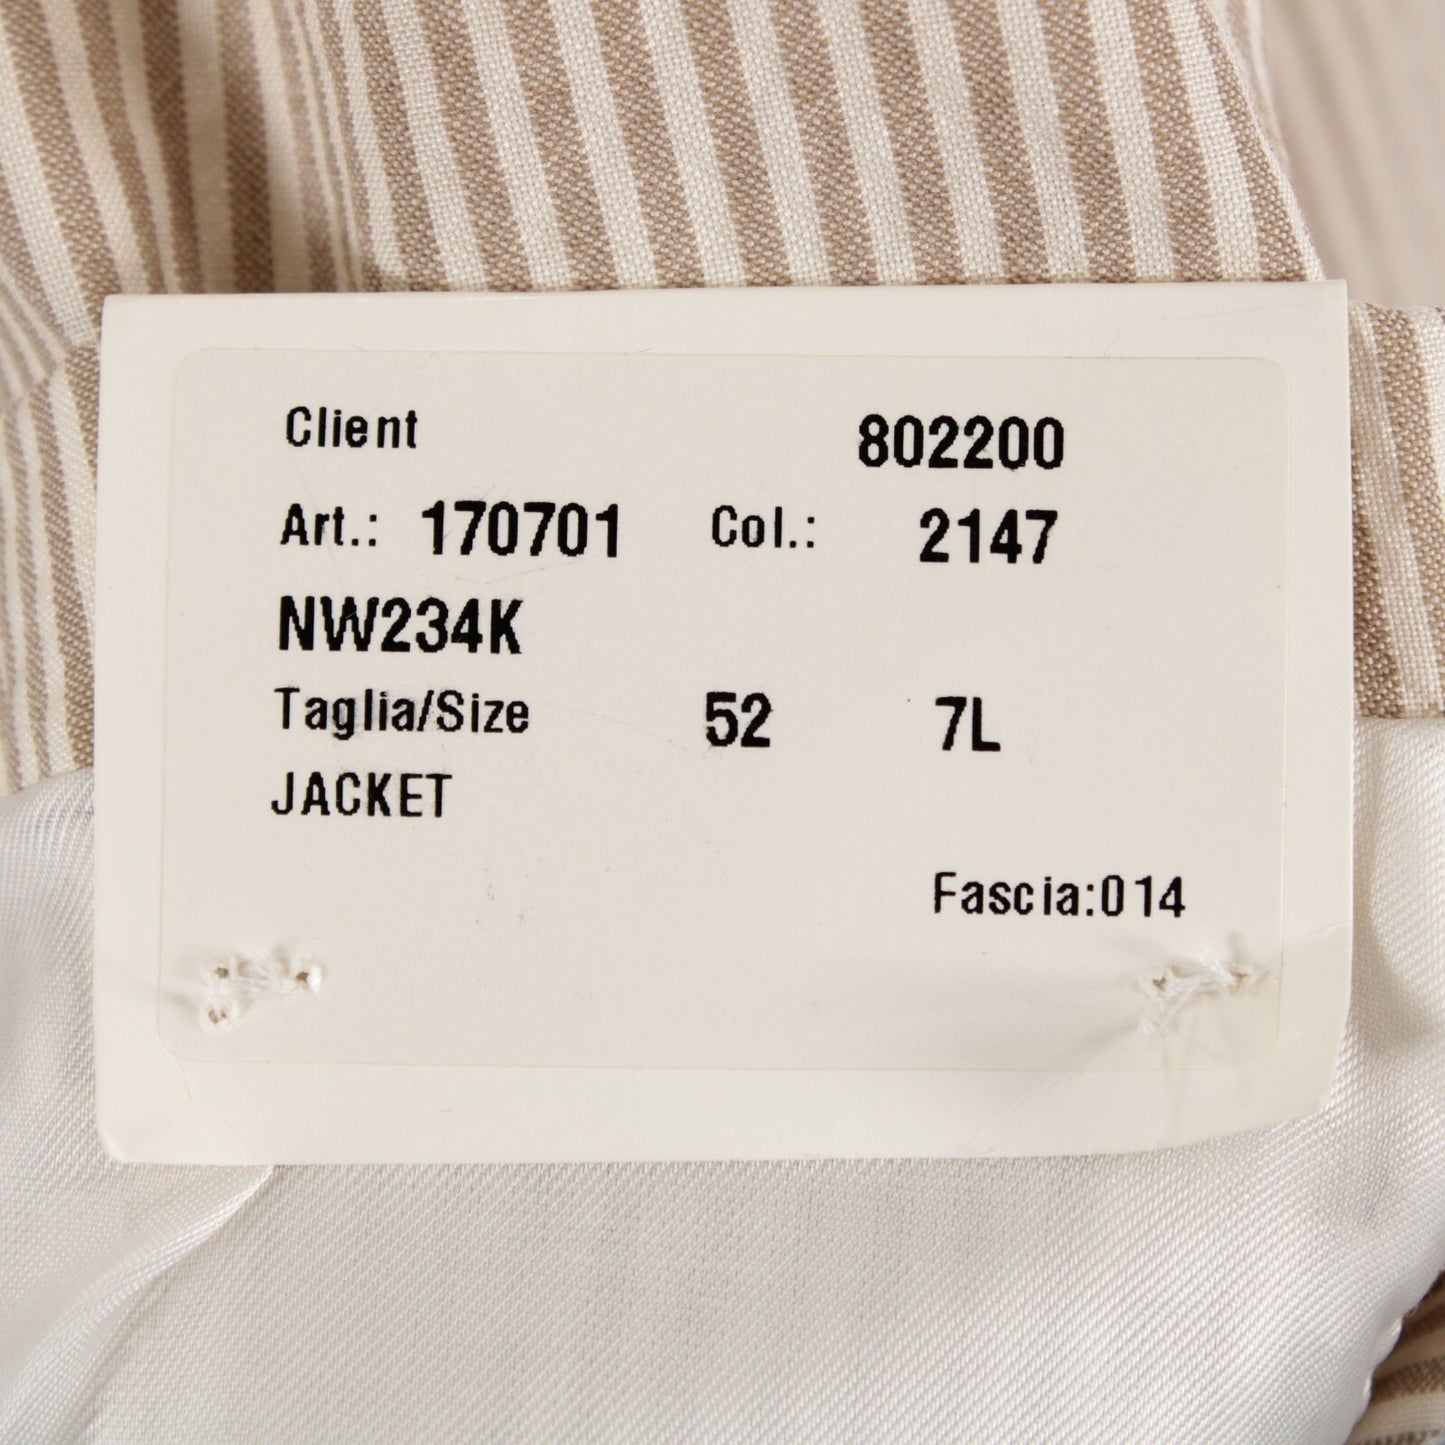 Client 802200
Art.: 170701 Col.: 2147
NW234K
Taglia/Size 52 7L
JACKET
Fascia:014